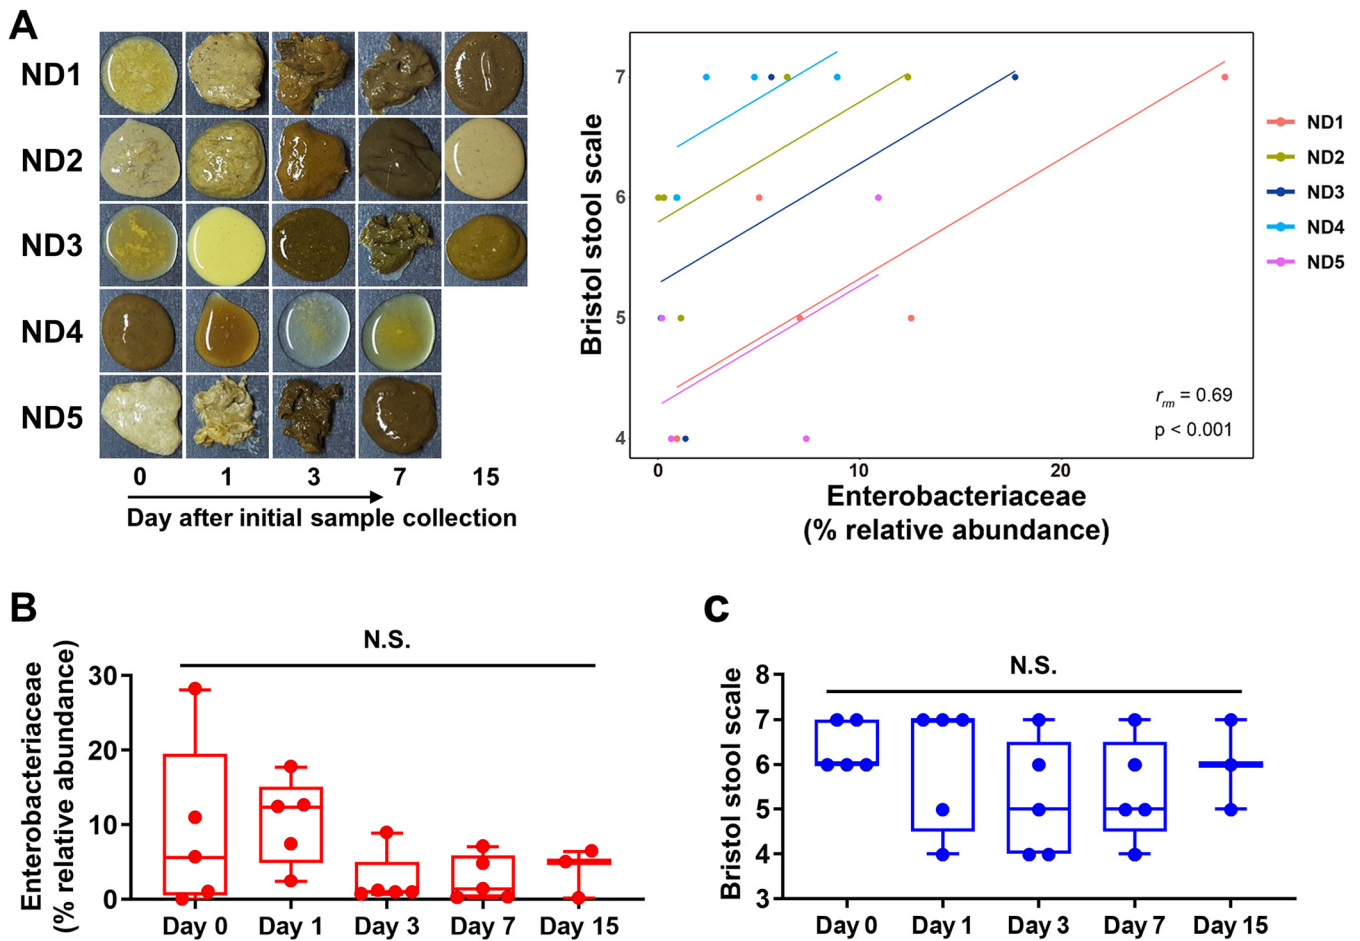 A
ND1
ND2
ND3
ND4
ND5
0 1 3 7 15
Day after initial sample collection
Bristol stool scale
7
6
5
4
0 10 20
Enterobacteriaceae
(% relative abundance)
r_rm = 0.69
p < 0.001
ND1
ND2
ND3
ND4
ND5
B
Enterobacteriaceae
(% relative abundance)
N.S.
30
20
10
0
Day 0 Day 1 Day 3 Day 7 Day 15
C
Bristol stool scale
N.S.
8
7
6
5
4
3
Day 0 Day 1 Day 3 Day 7 Day 15